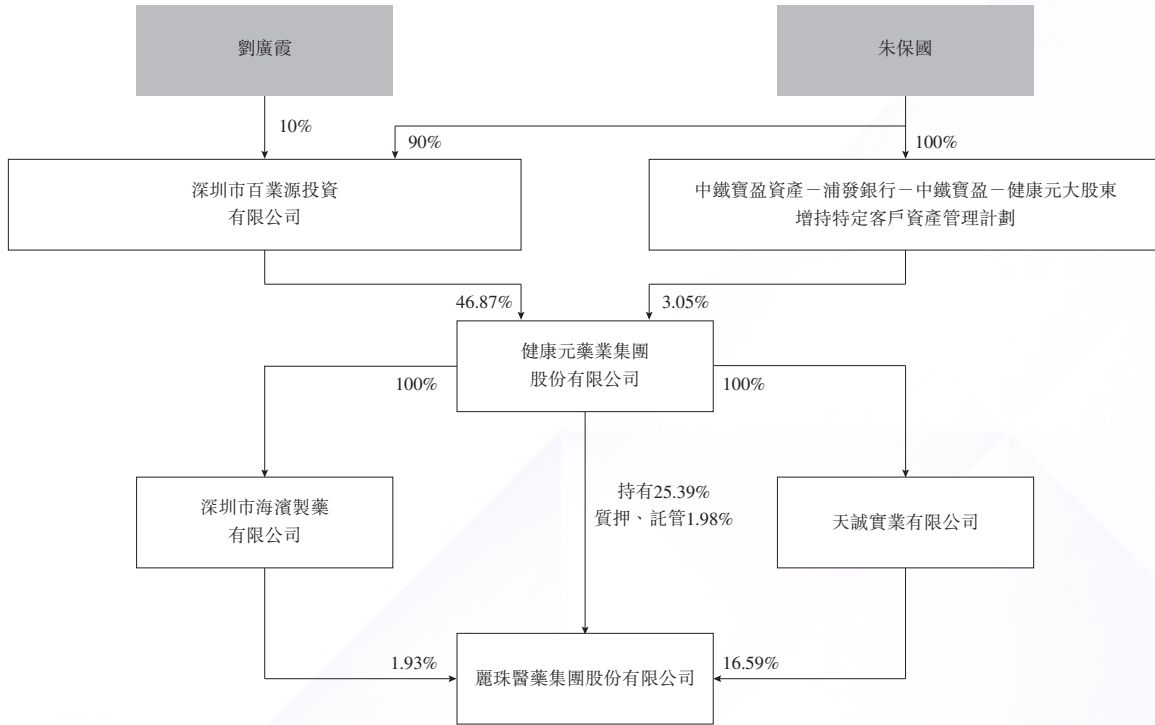 劉廣霞
朱保國
10%
90%
100%
深圳市百業源投資
有限公司
中鐵寶盈資產－浦發銀行－中鐵寶盈－健康元大股東
增持特定客戶資產管理計劃
46.87%
3.05%
健康元藥業集團
股份有限公司
100%
100%
深圳市海濱製藥
有限公司
持有25.39%
質押、託管1.98%
天誠實業有限公司
1.93%
16.59%
麗珠醫藥集團股份有限公司